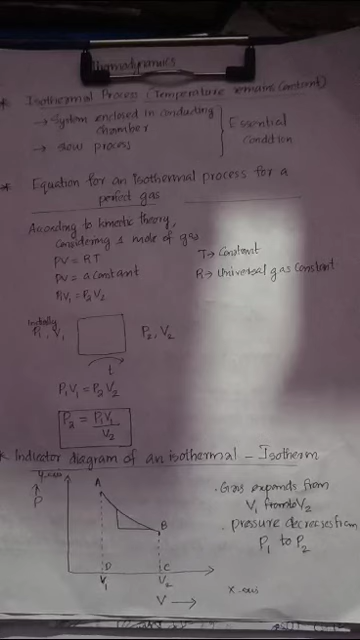 Thermodynamics
* Isothermal Process (Temperature remains constant)
→ System enclosed in conducting chamber
→ slow process
Essential condition
* Equation for an isothermal process for a perfect gas
According to kinetic theory,
considering 1 mole of gas
PV = RT
T → Constant
PV = a constant
R → Universal gas constant
P₁V₁ = P₂V₂
Initially
P₁, V₁
P₂, V₂
t
P₁V₁ = P₂V₂
P₂ = P₁V₁ / V₂
* Indicator diagram of an isothermal - Isotherm
Y-axis
P
A
B
D
C
V₁
V₂
V →
X-axis
. Gas expands from
V₁ to V₂
. pressure decreases from
P₁ to P₂